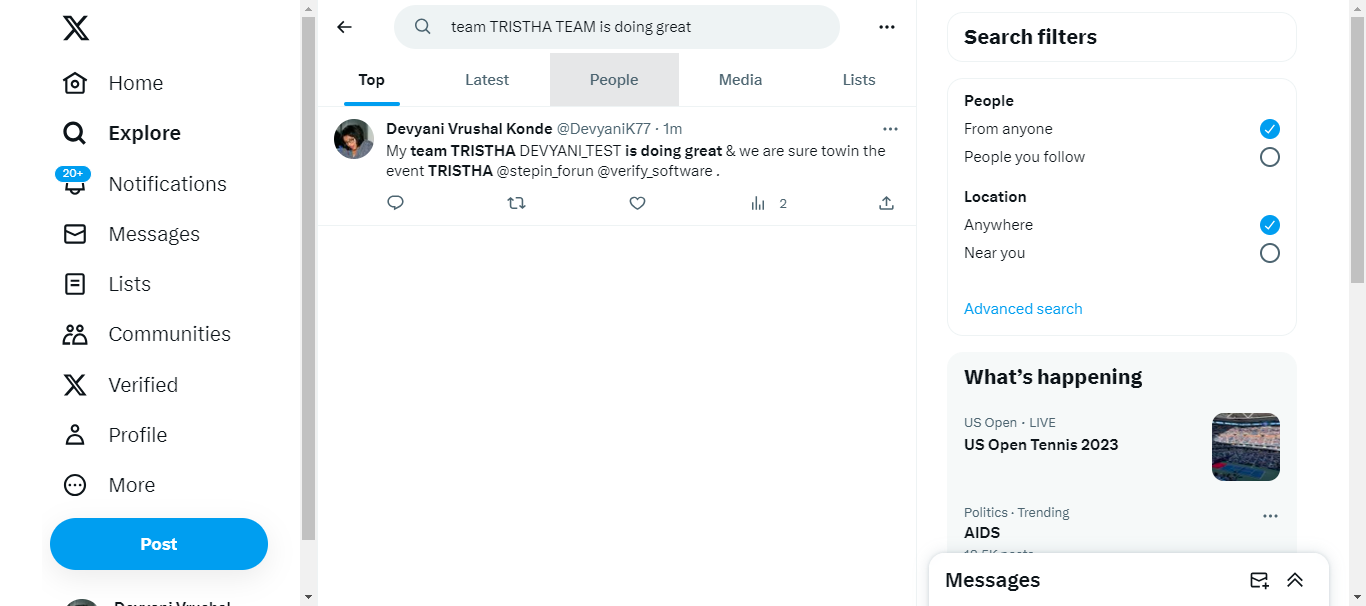 Home
Explore
20+
Notifications
Messages
Lists
Communities
Verified
Profile
More
Post
team TRISTHA TEAM is doing great
Top
Latest
People
Media
Lists
Devyani Vrushal Konde @DevyaniK77 · 1m
My team TRISTHA DEVYANI_TEST is doing great & we are sure towin the
event TRISTHA @stepin_forun @verify_software .
2
Search filters
People
From anyone
People you follow
Location
Anywhere
Near you
Advanced search
What's happening
US Open · LIVE
US Open Tennis 2023
Politics · Trending
AIDS
Messages